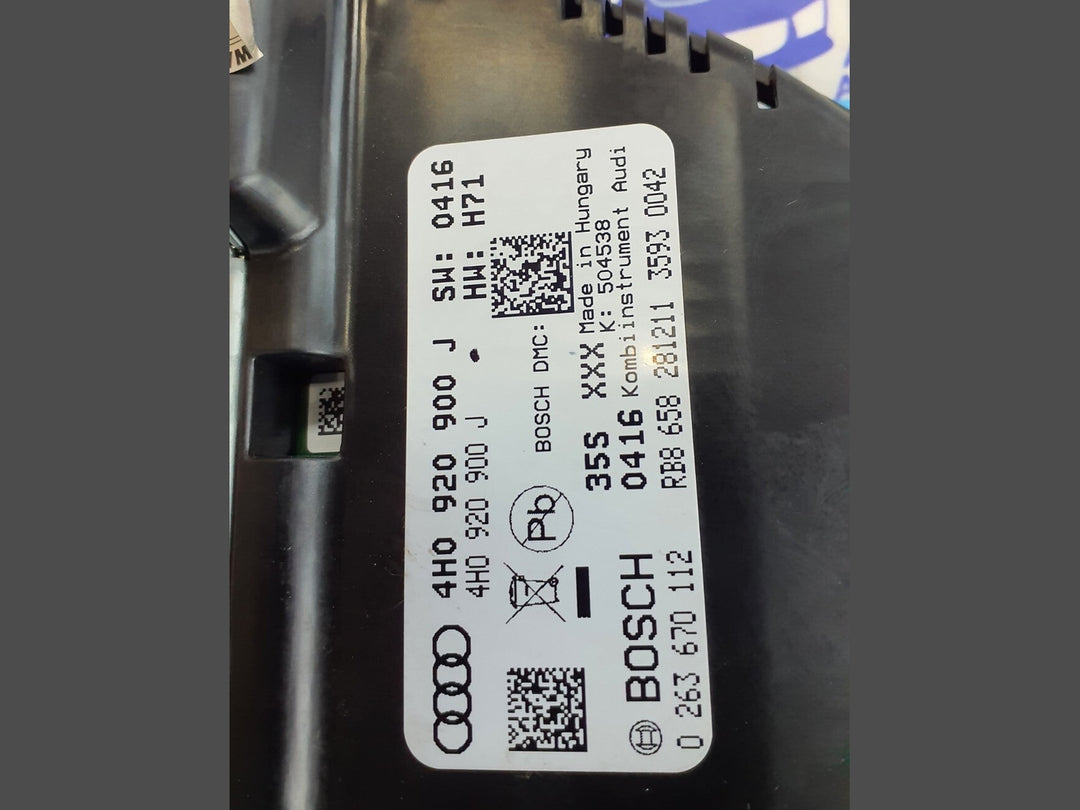 4H0 920 900 J SW: 0416
4H0 920 900 J HW: H71
BOSCH DMC:
Pb
35S XXX Made in Hungary
K: 504538
0416 Kombiinstrument Audi
BOSCH RB8 658 281211 3593 0042
0 263 670 112